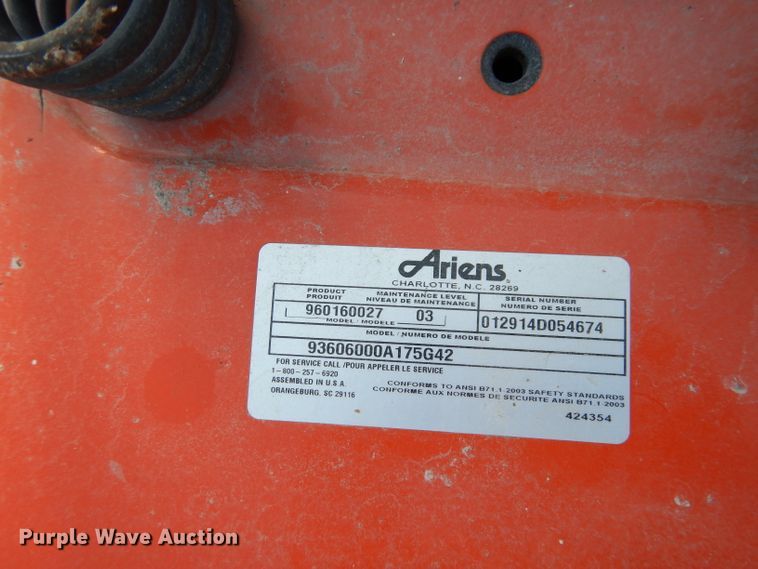 Ariens
CHARLOTTE, N.C. 28269
PRODUCT MAINTENANCE LEVEL SERIAL NUMBER
PRODUIT NIVEAU DE MAINTENANCE NUMERO DE SERIE
960160027 03 012914D054674
MODEL / MODELE
MODEL / NUMERO DE MODELE
93606000A175G42
FOR SERVICE CALL /POUR APPELER LE SERVICE
1-800-257-6920
ASSEMBLED IN U.S.A. CONFORMS TO ANSI B71.1-2003 SAFETY STANDARDS
ORANGEBURG, SC 29116 CONFORME AUX NORMES DE SECURITE ANSI B71.1-2003
424354
Purple Wave Auction